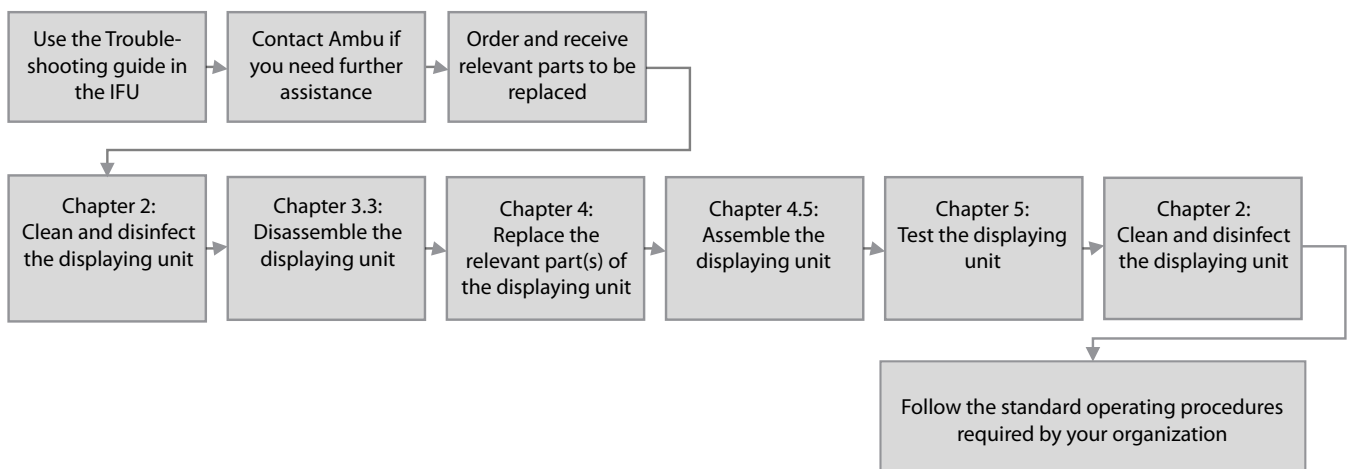 Use the Trouble-
shooting guide in
the IFU
Contact Ambu if
you need further
assistance
Order and receive
relevant parts to be
replaced
Chapter 2:
Clean and disinfect
the displaying unit
Chapter 3.3:
Disassemble the
displaying unit
Chapter 4:
Replace the
relevant part(s) of
the displaying unit
Chapter 4.5:
Assemble the
displaying unit
Chapter 5:
Test the displaying
unit
Chapter 2:
Clean and disinfect
the displaying unit
Follow the standard operating procedures
required by your organization